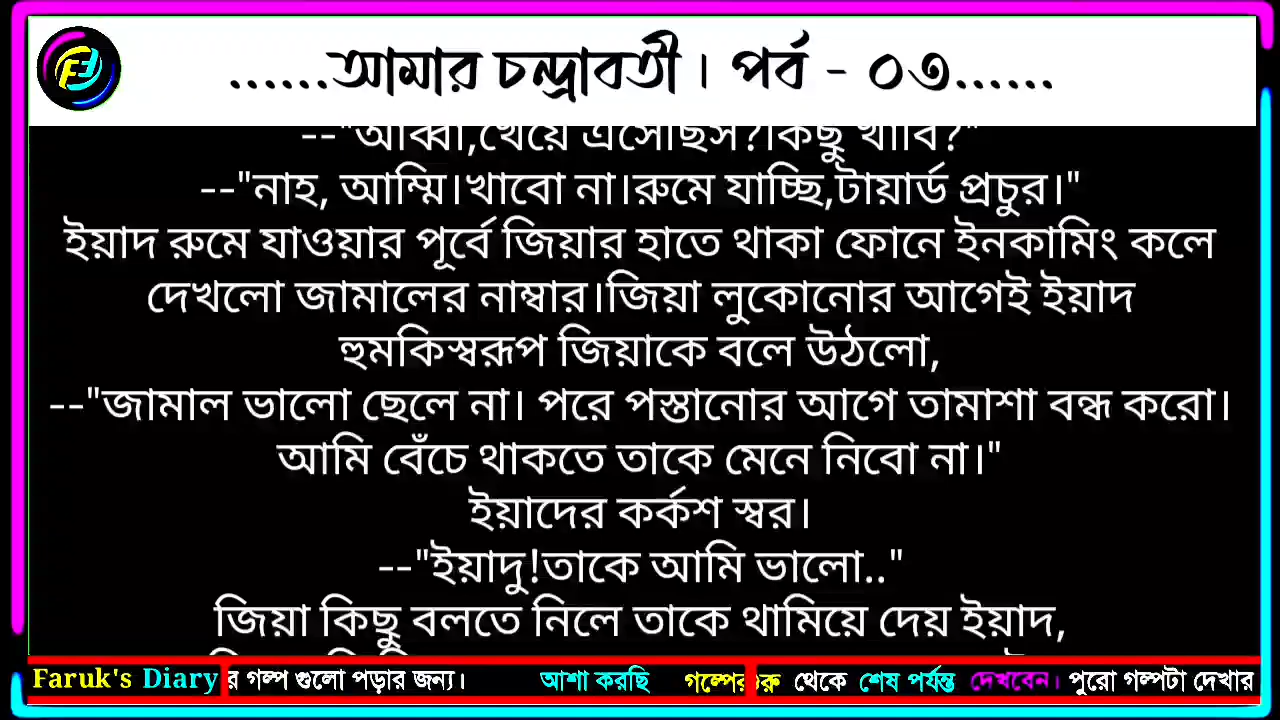 ......আমার চন্দ্রাবতী। পর্ব - ০৩......
--"আব্বা,খেয়ে এসেছিস?কিছু খাবি?"
--"নাহ, আম্মি।খাবো না।রুমে যাচ্ছি,টায়ার্ড প্রচুর।"
ইয়াদ রুমে যাওয়ার পূর্বে জিয়ার হাতে থাকা ফোনে ইনকামিং কলে
দেখলো জামালের নাম্বার।জিয়া লুকোনোর আগেই ইয়াদ
হুমকিস্বরূপ জিয়াকে বলে উঠলো,
--"জামাল ভালো ছেলে না। পরে পস্তানোর আগে তামাশা বন্ধ করো।
আমি বেঁচে থাকতে তাকে মেনে নিবো না।"
ইয়াদের কর্কশ স্বর।
--"ইয়াদু!তাকে আমি ভালো.."
জিয়া কিছু বলতে নিলে তাকে থামিয়ে দেয় ইয়াদ,
Faruk's Diary র গল্প গুলো পড়ার জন্য। আশা করছি গল্পের থেকে শেষ পর্যন্ত দেখবেন। পুরো গল্পটা দেখার